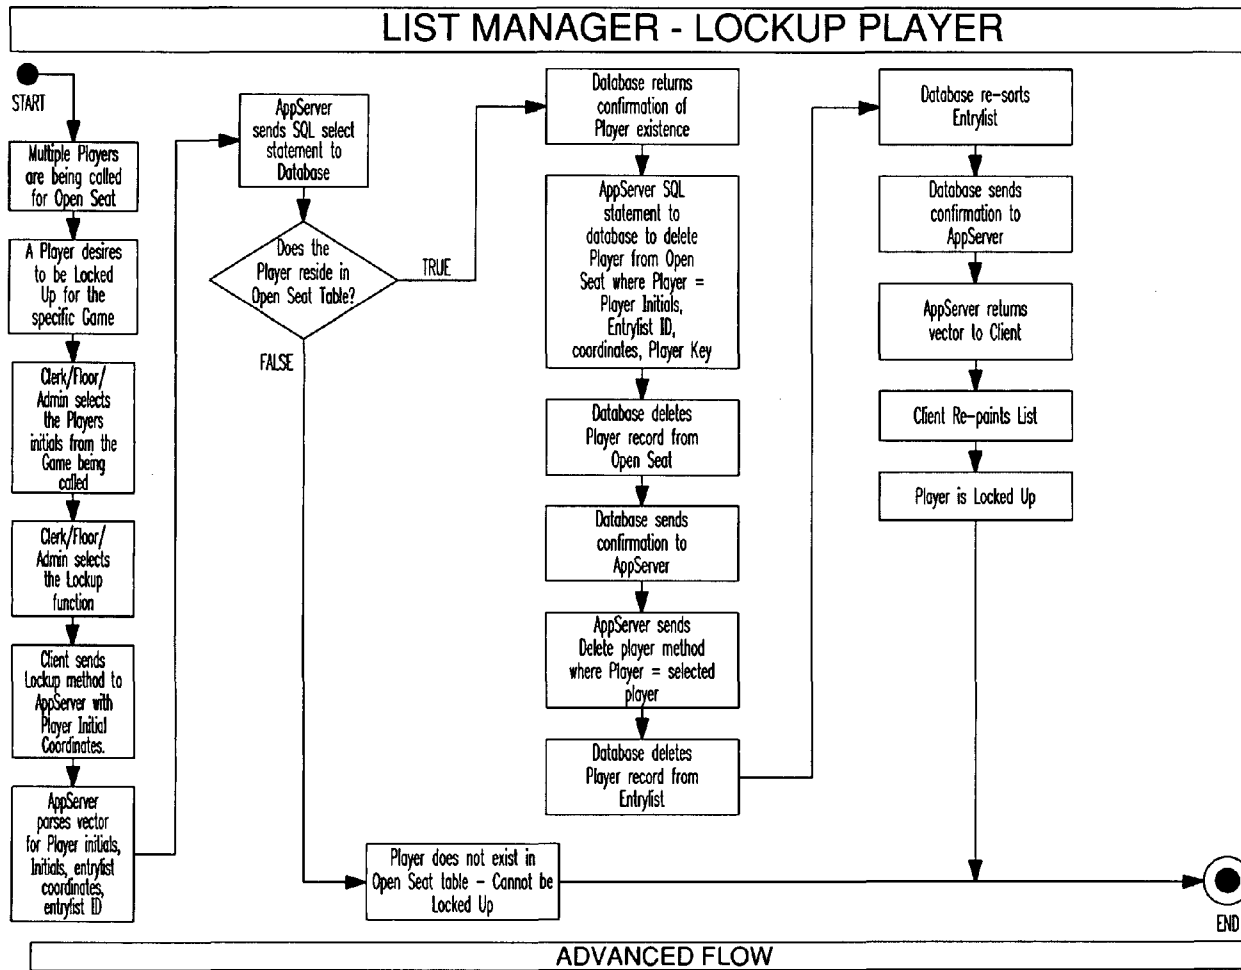 LIST MANAGER - LOCKUP PLAYER
START
Multiple Players
are being called
for Open Seat
A Player desires
to be Locked
Up for the
specific Game
Clerk/Floor/
Admin selects
the Players
initials from the
Game being
called
Clerk/Floor/
Admin selects
the Lockup
function
Client sends
Lockup method to
AppServer with
Player Initial
Coordinates.
AppServer
parses vector
for Player initials,
Initials, entrylist
coordinates,
entrylist ID
AppServer
sends SQL select
statement to
Database
Does the
Player reside in
Open Seat Table?
TRUE
FALSE
Database returns
confirmation of
Player existence
AppServer SQL
statement to
database to delete
Player from Open
Seat where Player =
Player Initials,
Entrylist ID,
coordinates, Player Key
Database deletes
Player record from
Open Seat
Database sends
confirmation to
AppServer
AppServer sends
Delete player method
where Player = selected
player
Database deletes
Player record from
Entrylist
Database re-sorts
Entrylist
Database sends
confirmation to
AppServer
AppServer returns
vector to Client
Client Re-paints List
Player is Locked Up
Player does not exist in
Open Seat table - Cannot be
Locked Up
END
ADVANCED FLOW